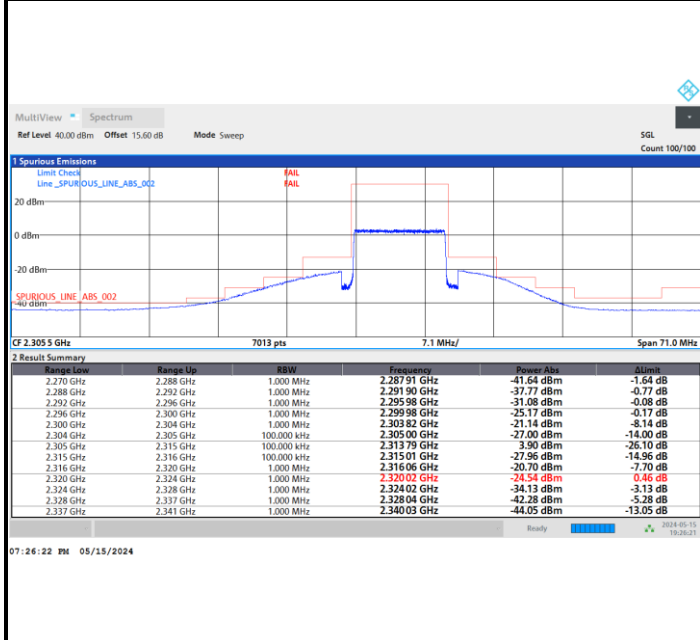 MultiView Spectrum
Ref Level 40.00 dBm Offset 15.60 dB Mode Sweep SGL
Count 100/100
1 Spurious Emissions
Limit Check FAIL
Line _SPURIOUS_LINE_ABS_002 FAIL
20 dBm
0 dBm
-20 dBm
SPURIOUS_LINE_ABS_002
-40 dBm
CF 2.305 5 GHz 7013 pts 7.1 MHz/ Span 71.0 MHz
2 Result Summary
Range Low Range Up RBW Frequency Power Abs ΔLimit
2.270 GHz 2.288 GHz 1.000 MHz 2.287 91 GHz -41.64 dBm -1.64 dB
2.288 GHz 2.292 GHz 1.000 MHz 2.291 90 GHz -37.77 dBm -0.77 dB
2.292 GHz 2.296 GHz 1.000 MHz 2.295 98 GHz -31.08 dBm -0.08 dB
2.296 GHz 2.300 GHz 1.000 MHz 2.299 98 GHz -25.17 dBm -0.17 dB
2.300 GHz 2.304 GHz 1.000 MHz 2.303 82 GHz -21.14 dBm -8.14 dB
2.304 GHz 2.305 GHz 100.000 kHz 2.305 00 GHz -27.00 dBm -14.00 dB
2.305 GHz 2.315 GHz 100.000 kHz 2.313 79 GHz 3.90 dBm -26.10 dB
2.315 GHz 2.316 GHz 100.000 kHz 2.315 01 GHz -27.96 dBm -14.96 dB
2.316 GHz 2.320 GHz 1.000 MHz 2.316 06 GHz -20.70 dBm -7.70 dB
2.320 GHz 2.324 GHz 1.000 MHz 2.320 02 GHz -24.54 dBm 0.46 dB
2.324 GHz 2.328 GHz 1.000 MHz 2.324 02 GHz -34.13 dBm -3.13 dB
2.328 GHz 2.337 GHz 1.000 MHz 2.328 04 GHz -42.28 dBm -5.28 dB
2.337 GHz 2.341 GHz 1.000 MHz 2.340 03 GHz -44.05 dBm -13.05 dB
Ready 2024-05-15
19:26:21
07:26:22 PM 05/15/2024